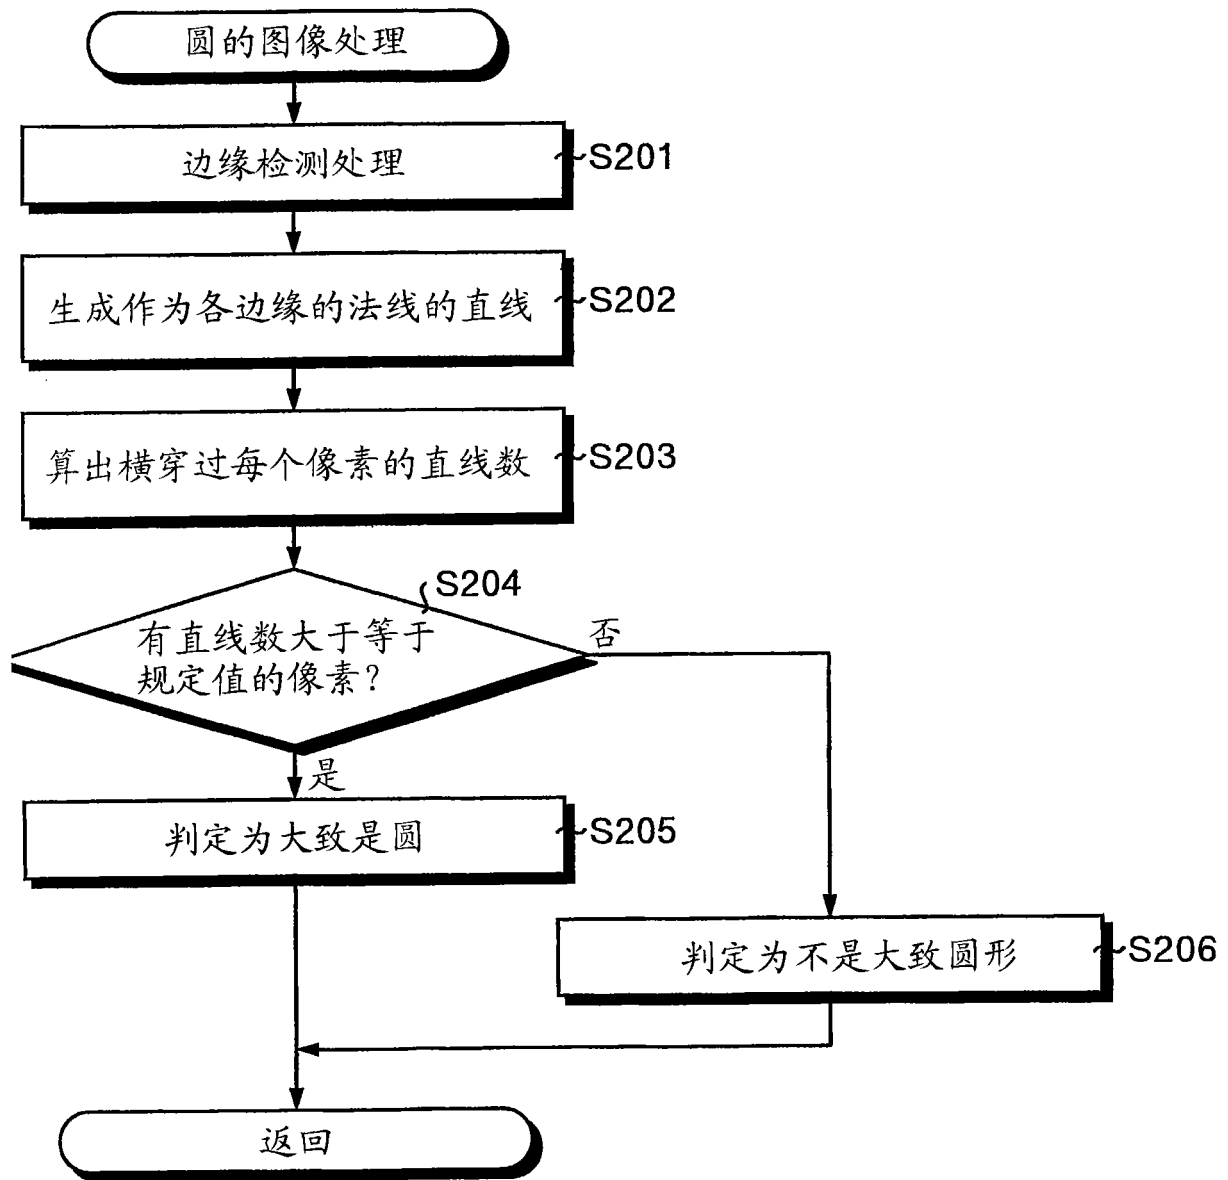 圆的图像处理
边缘检测处理
S201
生成作为各边缘的法线的直线
S202
算出横穿过每个像素的直线数
S203
S204
有直线数大于等于
规定值的像素?
否
是
判定为大致是圆
S205
判定为不是大致圆形
S206
返回